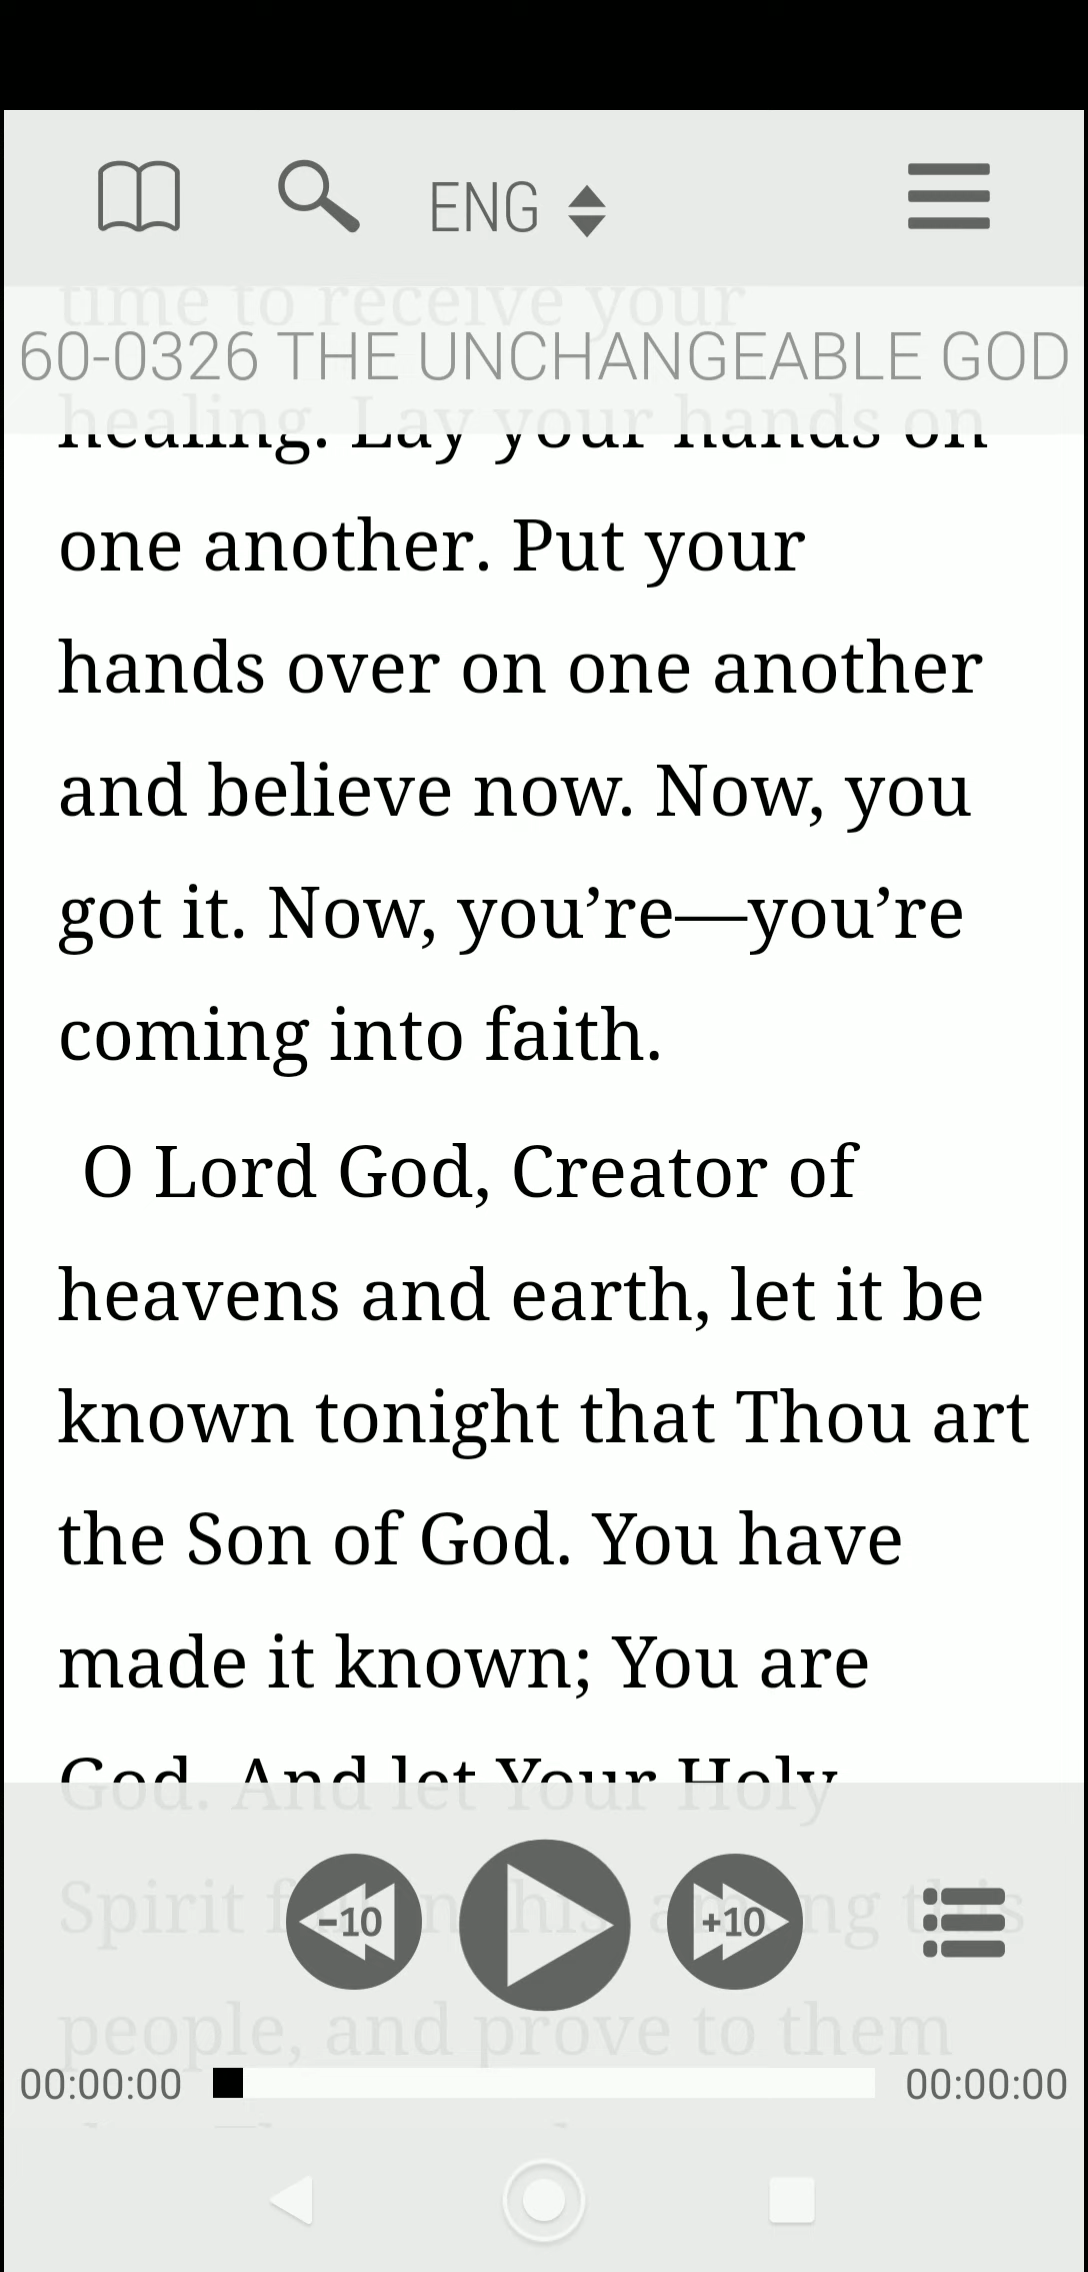 ENG
time to receive your
60-0326 THE UNCHANGEABLE GOD
healing. Lay your hands on
one another. Put your
hands over on one another
and believe now. Now, you
got it. Now, you’re—you’re
coming into faith.
O Lord God, Creator of
heavens and earth, let it be
known tonight that Thou art
the Son of God. You have
made it known; You are
God. And let Your Holy
Spirit
-10
+10
people, and prove to them
00:00:00
00:00:00